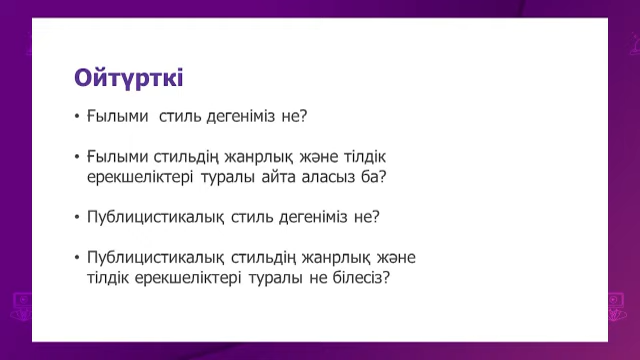 Ойтүрткі
• Ғылыми стиль дегеніміз не?
• Ғылыми стильдің жанрлық және тілдік
ерекшеліктері туралы айта аласыз ба?
• Публицистикалық стиль дегеніміз не?
• Публицистикалық стильдің жанрлық және
тілдік ерекшеліктері туралы не білесіз?